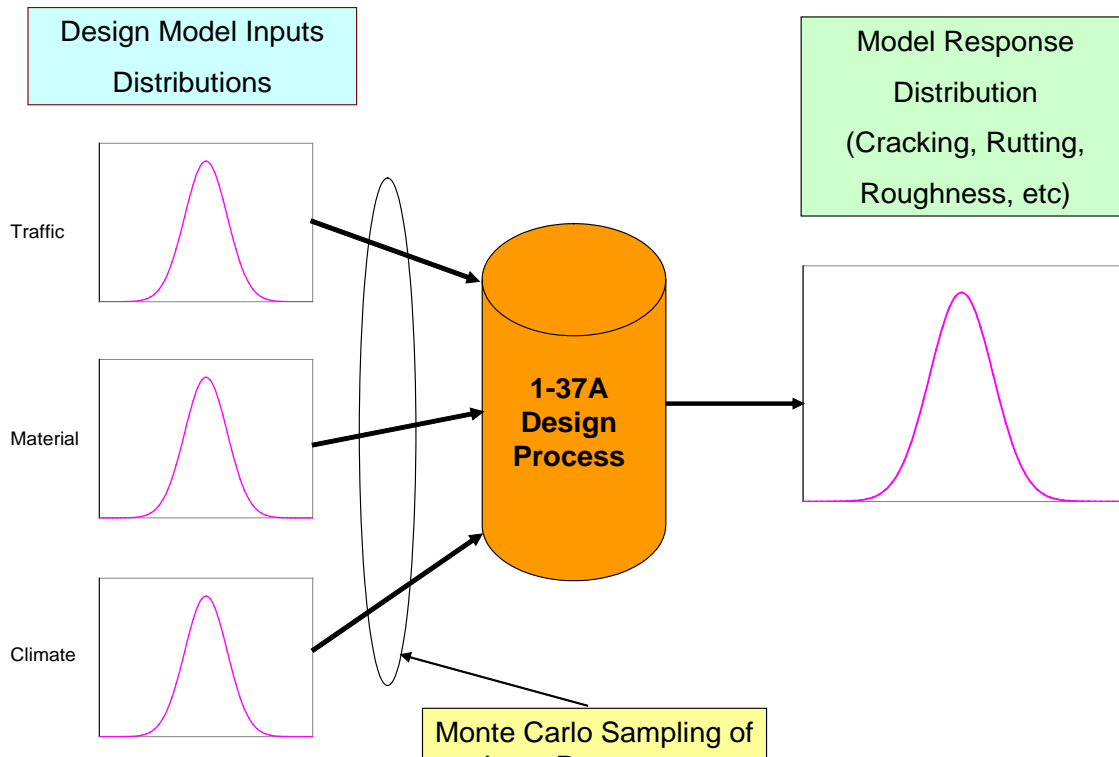 Design Model Inputs
Distributions
Model Response
Distribution
(Cracking, Rutting,
Roughness, etc)
Traffic
Material
Climate
1-37A
Design
Process
Monte Carlo Sampling of